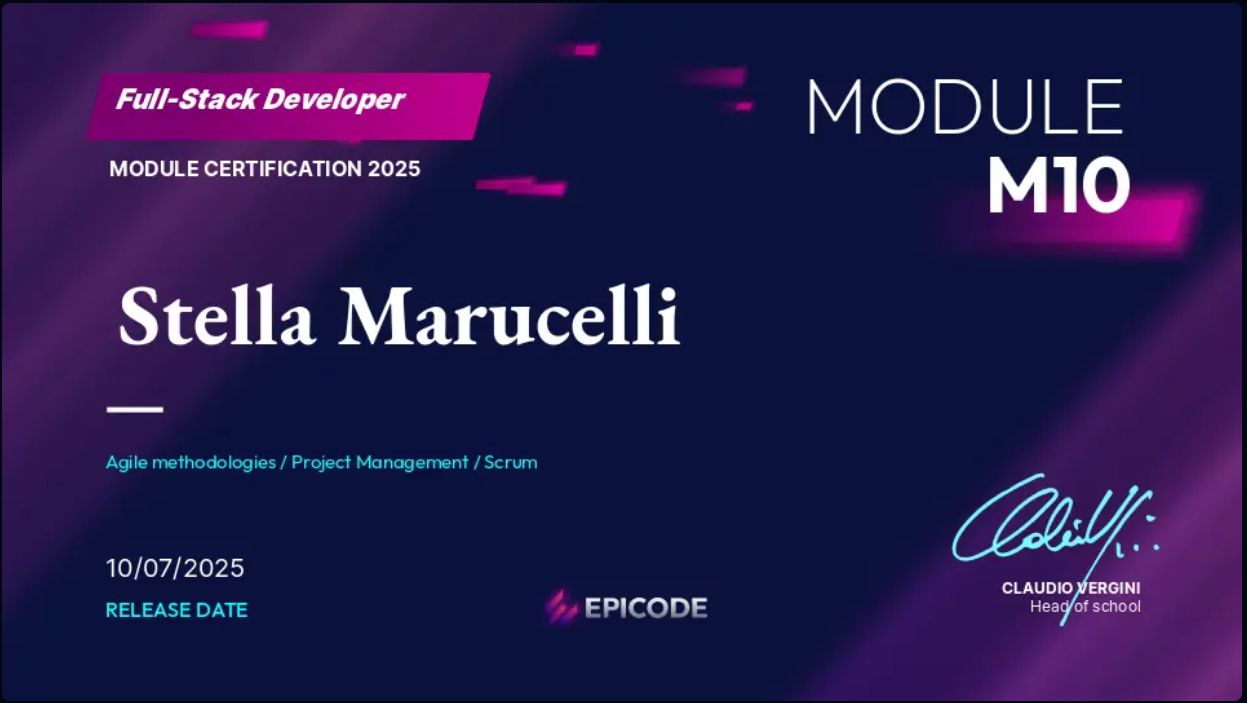 Full-Stack Developer
MODULE CERTIFICATION 2025
MODULE
M10
Stella Marucelli
Agile methodologies / Project Management / Scrum
10/07/2025
RELEASE DATE
EPICODE
CLAUDIO VERGINI
Head of school